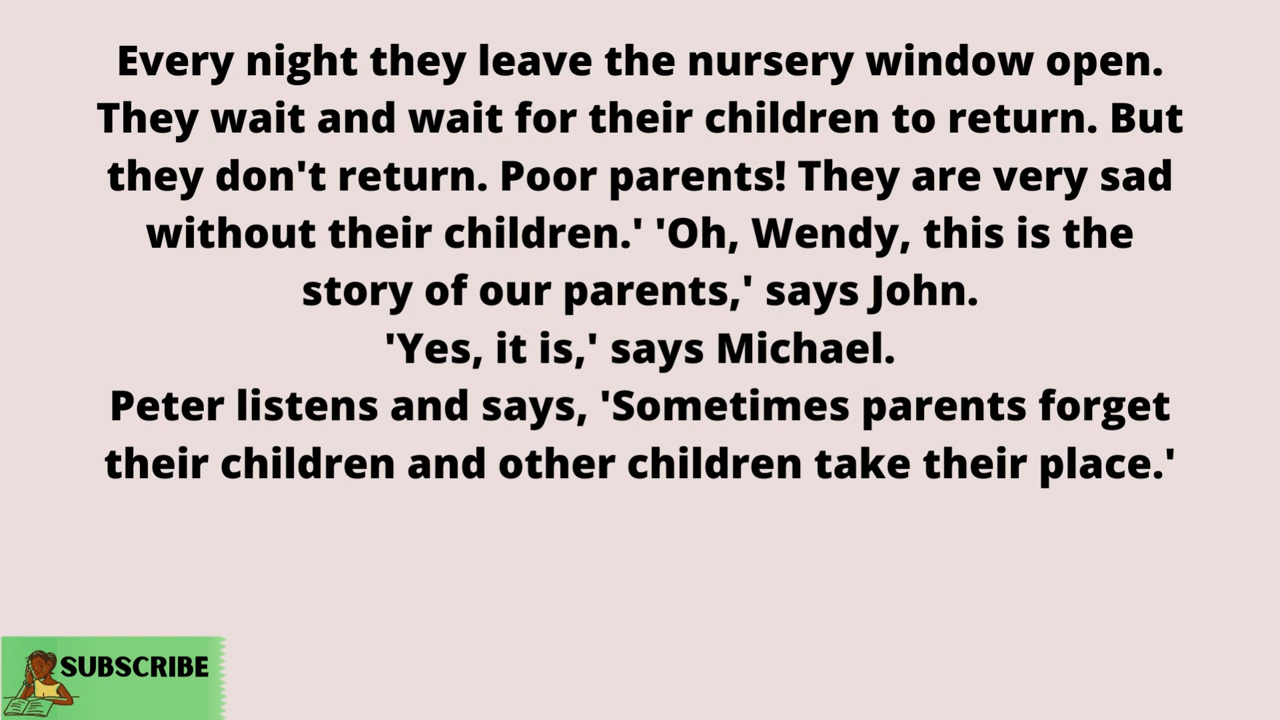 Every night they leave the nursery window open.
They wait and wait for their children to return. But
they don't return. Poor parents! They are very sad
without their children.' 'Oh, Wendy, this is the
story of our parents,' says John.
'Yes, it is,' says Michael.
Peter listens and says, 'Sometimes parents forget
their children and other children take their place.'
SUBSCRIBE